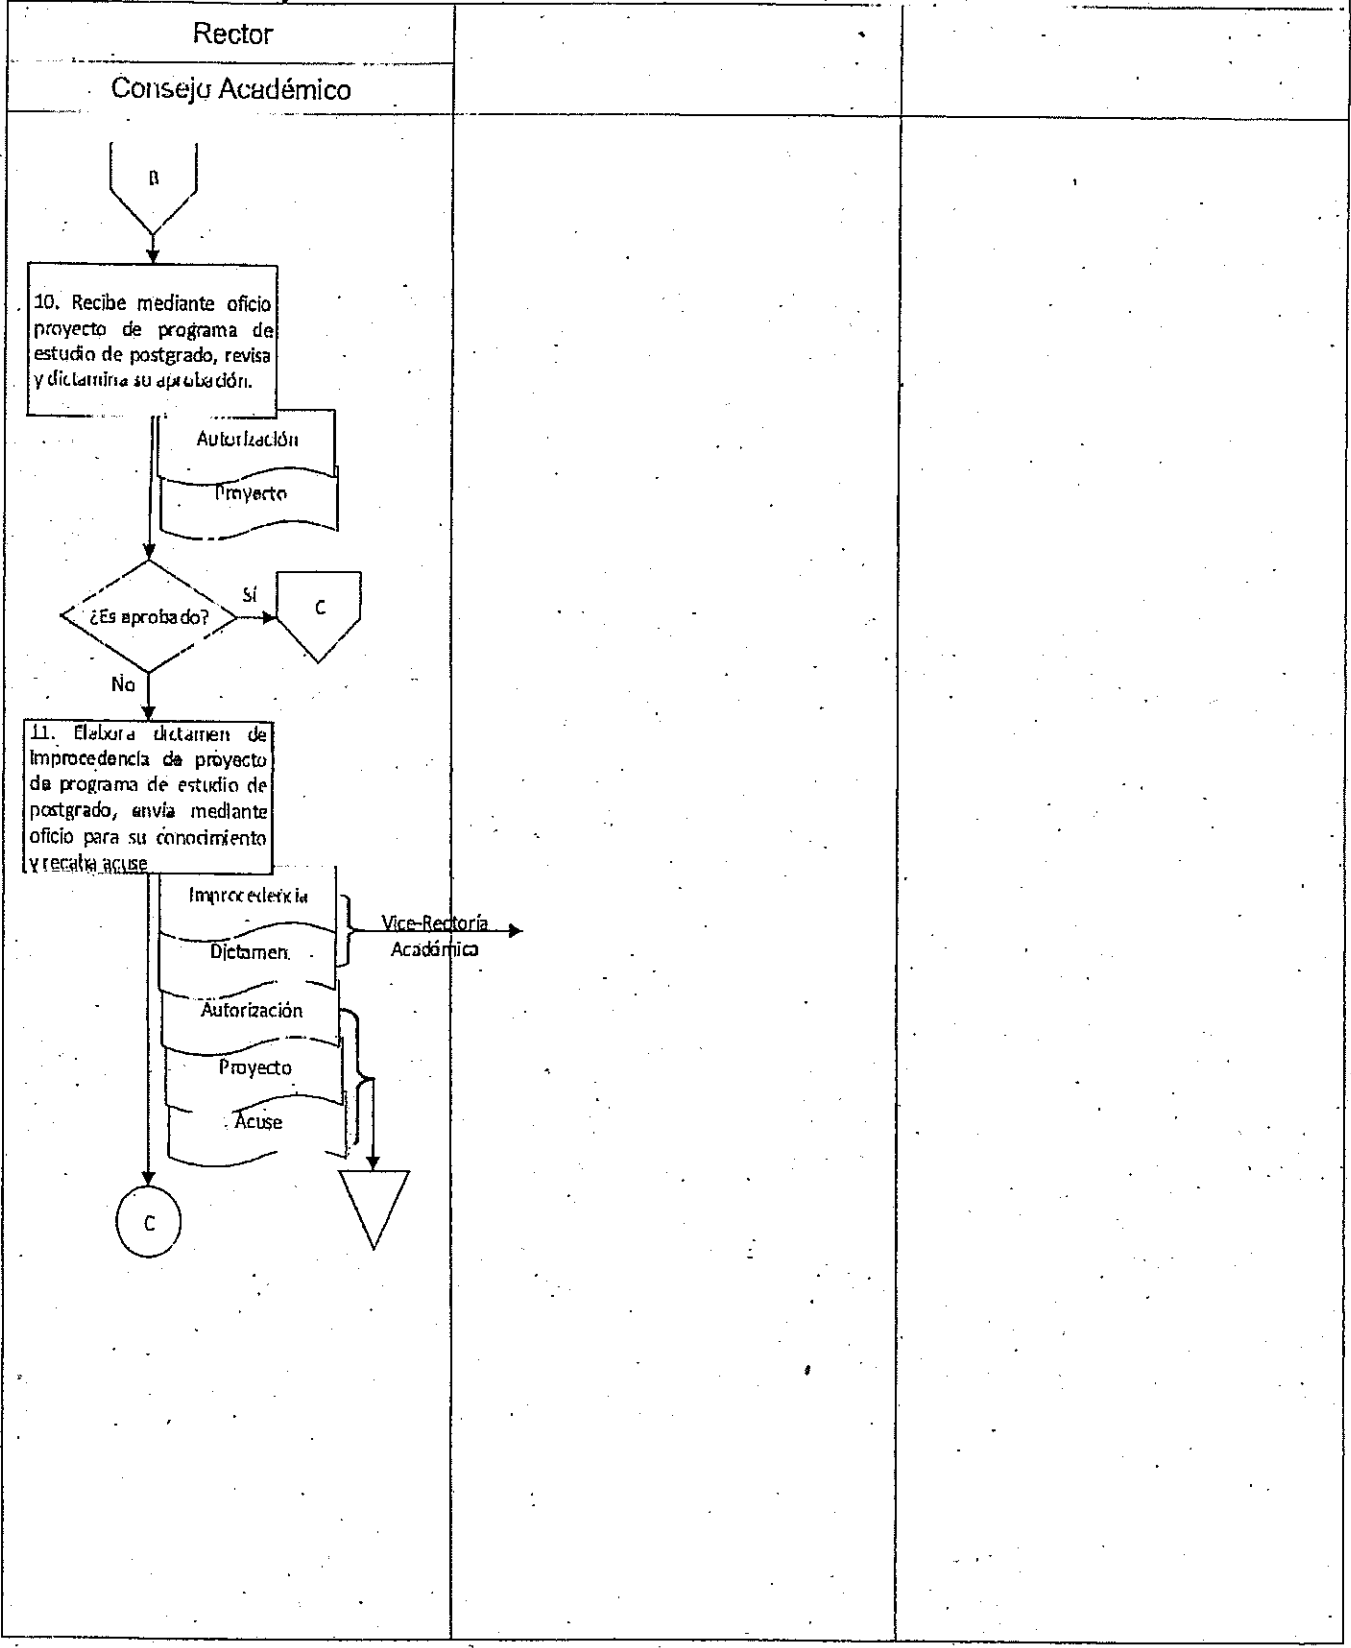 Rector
Consejo Académico
B
10. Recibe mediante oficio
proyecto de programa de
estudio de postgrado, revisa
y dictamina su aprobación.
Autorización
Proyecto
¿Es aprobado?
Sí
C
No
11. Elabora dictamen de
Improcedencia de proyecto
de programa de estudio de
postgrado, envía mediante
oficio para su conocimiento
y recaba acuse
Improcedencia
Vice-Rectoría
Académica
Dictamen
Autorización
Proyecto
Acuse
C